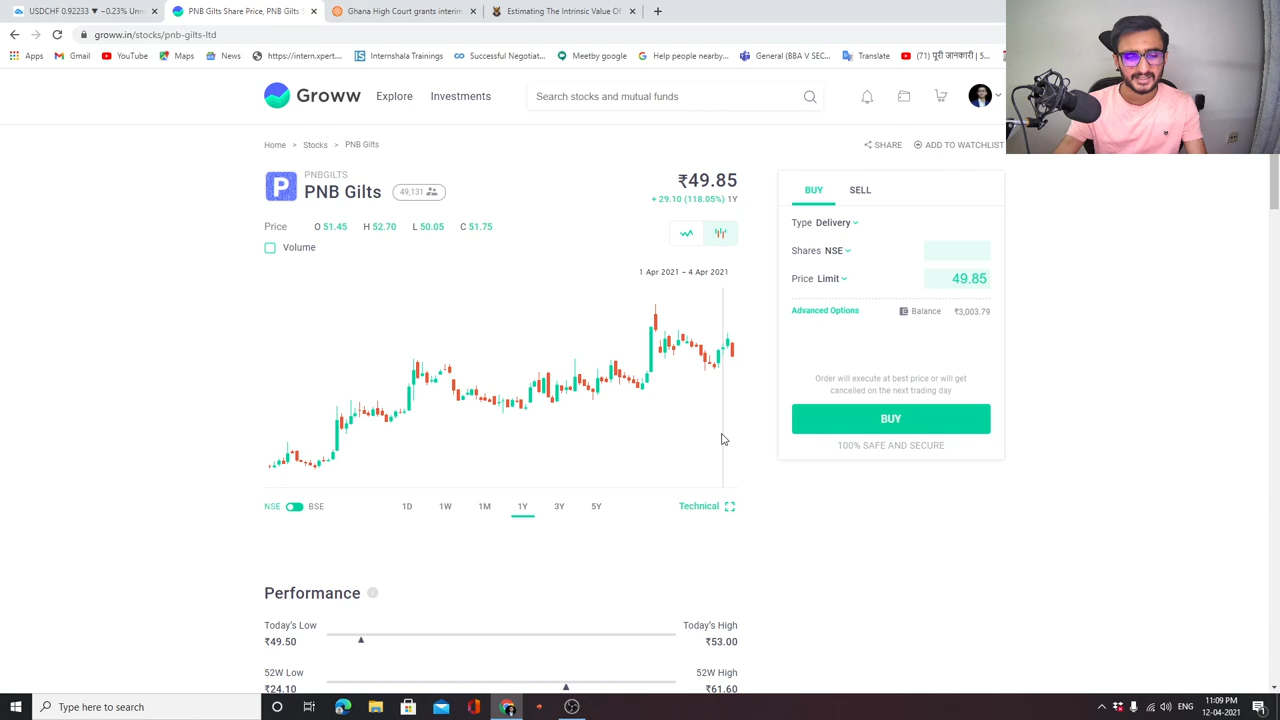 USDCHF 0.92233 ▼ −0.23% Unn
PNB Gilts Share Price, PNB Gilts S
Ghana High Court grants interim
Estimating The Intrinsic Value Of
groww.in/stocks/pnb-gilts-ltd
Apps
Gmail
YouTube
Maps
News
https://intern.xpert....
Internshala Trainings
Successful Negotiat...
Meetby google
Help people nearby...
General (BBA V SEC...
Translate
(71) पूरी जानकारी | 5...
Groww
Explore
Investments
Search stocks and mutual funds
Home > Stocks > PNB Gilts
SHARE
ADD TO WATCHLIST
P
PNBGILTS
PNB Gilts
49,131
₹49.85
+ 29.10 (118.05%) 1Y
Price O 51.45 H 52.70 L 50.05 C 51.75
Volume
1 Apr 2021 - 4 Apr 2021
NSE BSE
1D 1W 1M 1Y 3Y 5Y
Technical
BUY SELL
Type Delivery
Shares NSE
Price Limit 49.85
Advanced Options
Balance ₹3,003.79
Order will execute at best price or will get
cancelled on the next trading day
BUY
100% SAFE AND SECURE
Performance
Today's Low
Today's High
₹49.50
₹53.00
52W Low
52W High
₹24.10
₹61.60
Type here to search
ENG
11:09 PM
12-04-2021